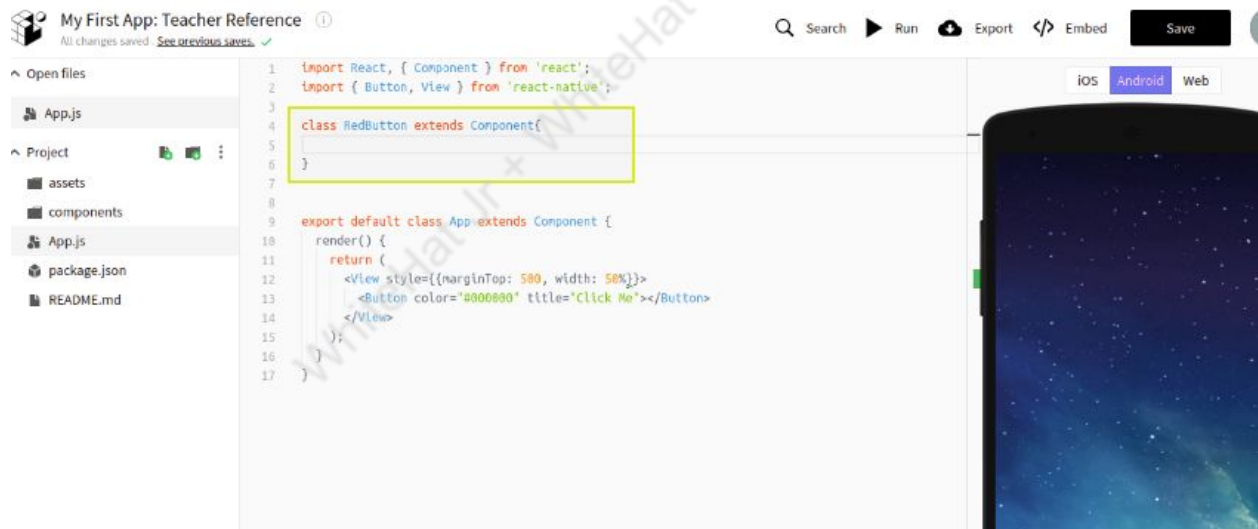 My First App: Teacher Reference
All changes saved. See previous saves.
Search
Run
Export
Embed
Save
Open files
App.js
Project
assets
components
App.js
package.json
README.md
1 import React, { Component } from 'react';
2 import { Button, View } from 'react-native';
3
4 class RedButton extends Component{
5
6 }
7
8
9 export default class App extends Component {
10 render() {
11 return (
12 <View style={{marginTop: 500, width: 50%}}>
13 <Button color="#000000" title="Click Me"></Button>
14 </View>
15 );
16 }
17 }
iOS Android Web
WhiteHat Jr + WhiteHat